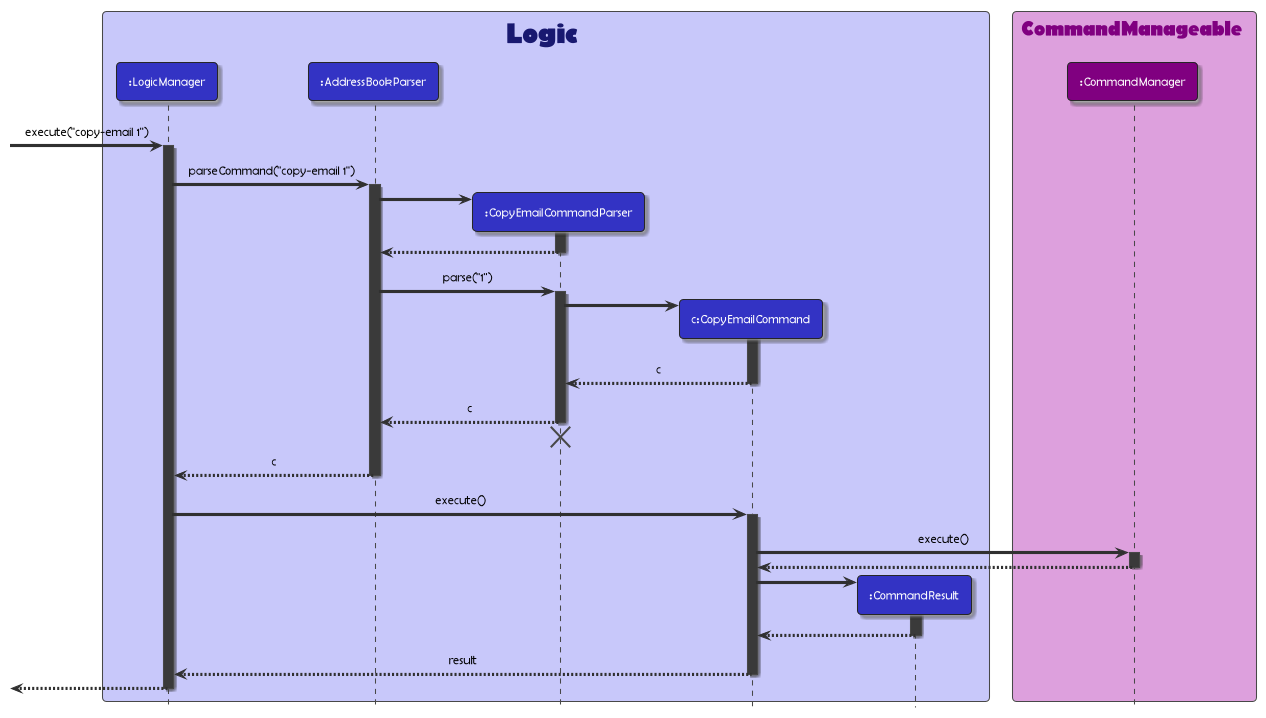 Logic
CommandManageable
:LogicManager
:AddressBookParser
:CommandManager
execute("copy-email 1")
parseCommand("copy-email 1")
:CopyEmailCommandParser
parse("1")
c:CopyEmailCommand
c
c
c
execute()
execute()
:CommandResult
result